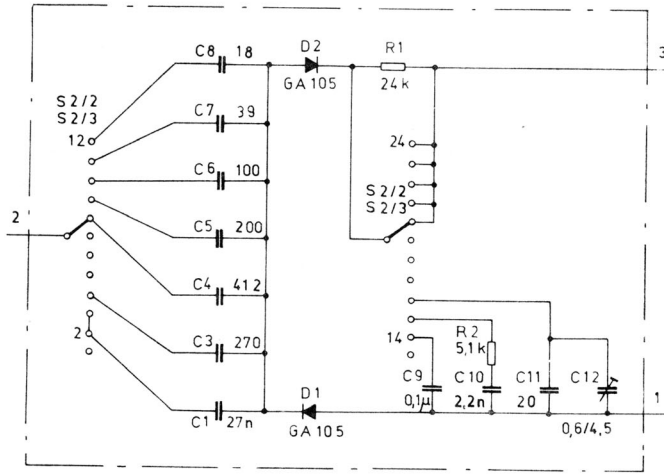 C8 18
D2
GA 105
R1
24 k
3
S 2/2
S 2/3
12
C7 39
24
C6 100
S 2/2
S 2/3
2
C5 200
C4 412
2
C3 270
14
R2
5,1 k
D1
C9
0,1µ
C10
2,2n
C11
20
C12
1
C1 27n
GA 105
0,6/4,5